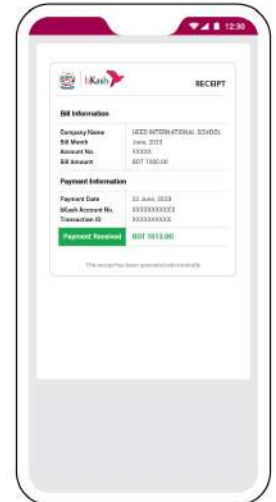 12:30
bKash
RECEIPT
Bill Information
Company Name HEED INTERNATIONAL SCHOOL
Bill Month June, 2023
Account No. XXXXX
Bill Amount BDT 1000.00
Payment Information
Payment Date 22 June, 2023
bKash Account No. XXXXXXXXXXX
Transaction ID XXXXXXXXXX
Payment Received BDT 1013.00
This receipt has been generated electronically